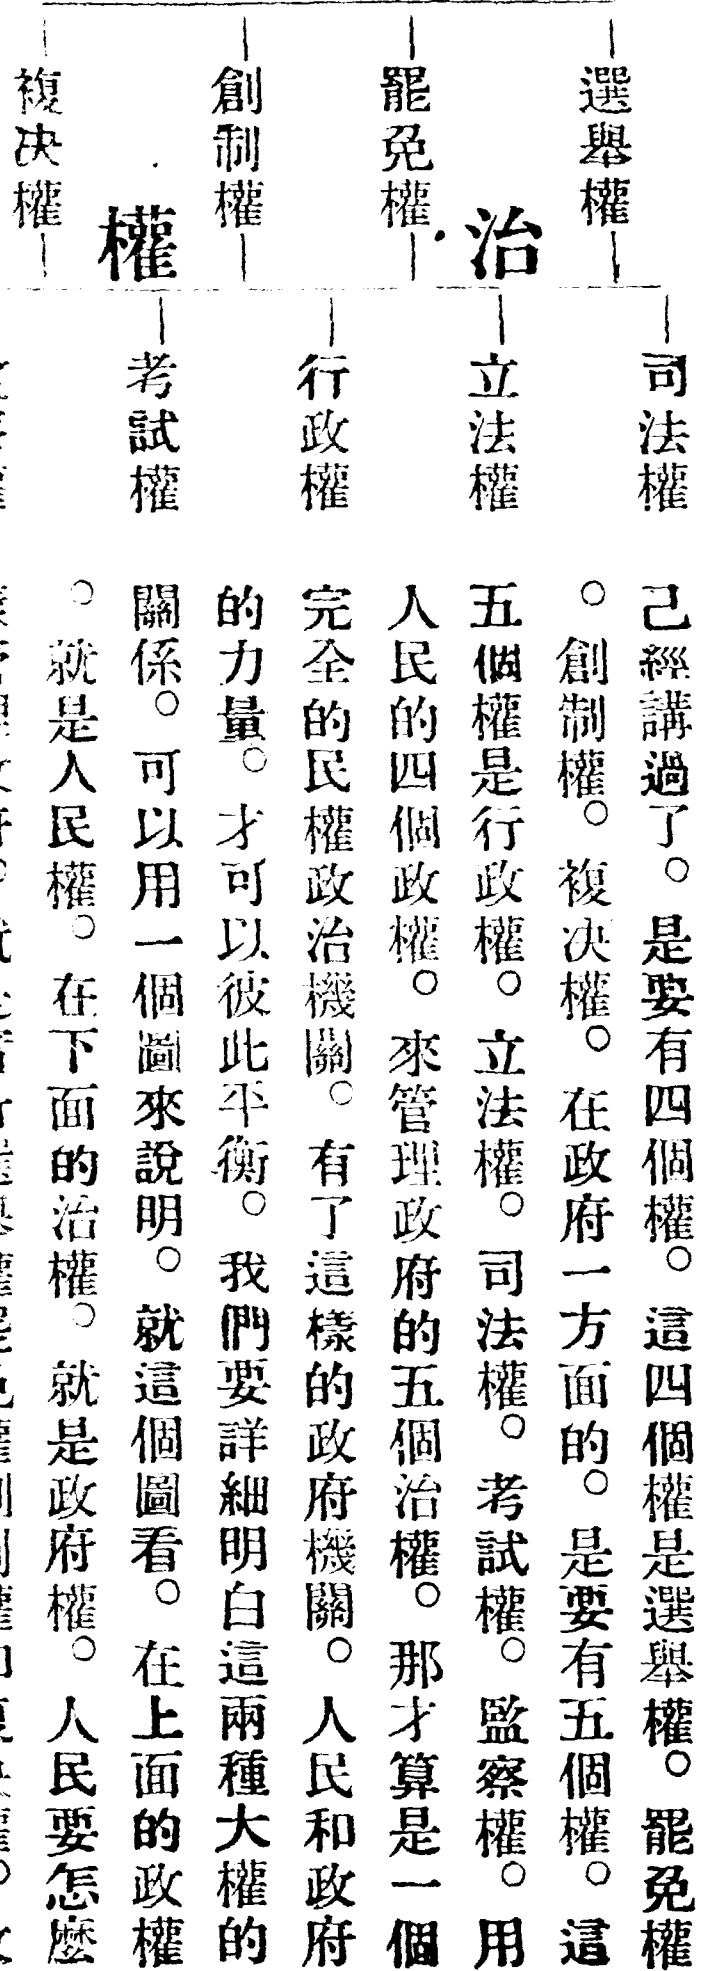 選舉權
罷免權
創制權
複决權
治權
司法權
立法權
行政權
考試權
己經講過了。是要有四個權。這四個權是選舉權。罷免權
。創制權。複决權。在政府一方面的。是要有五個權。這
五個權是行政權。立法權。司法權。考試權。監察權。用
人民的四個政權。來管理政府的五個治權。那才算是一個
完全的民權政治機關。有了這樣的政府機關。人民和政府
的力量。才可以彼此平衡。我們要詳細明白這兩種大權的
關係。可以用一個圖來說明。就這個圖看。在上面的政權
。就是人民權。在下面的治權。就是政府權。人民要怎麽